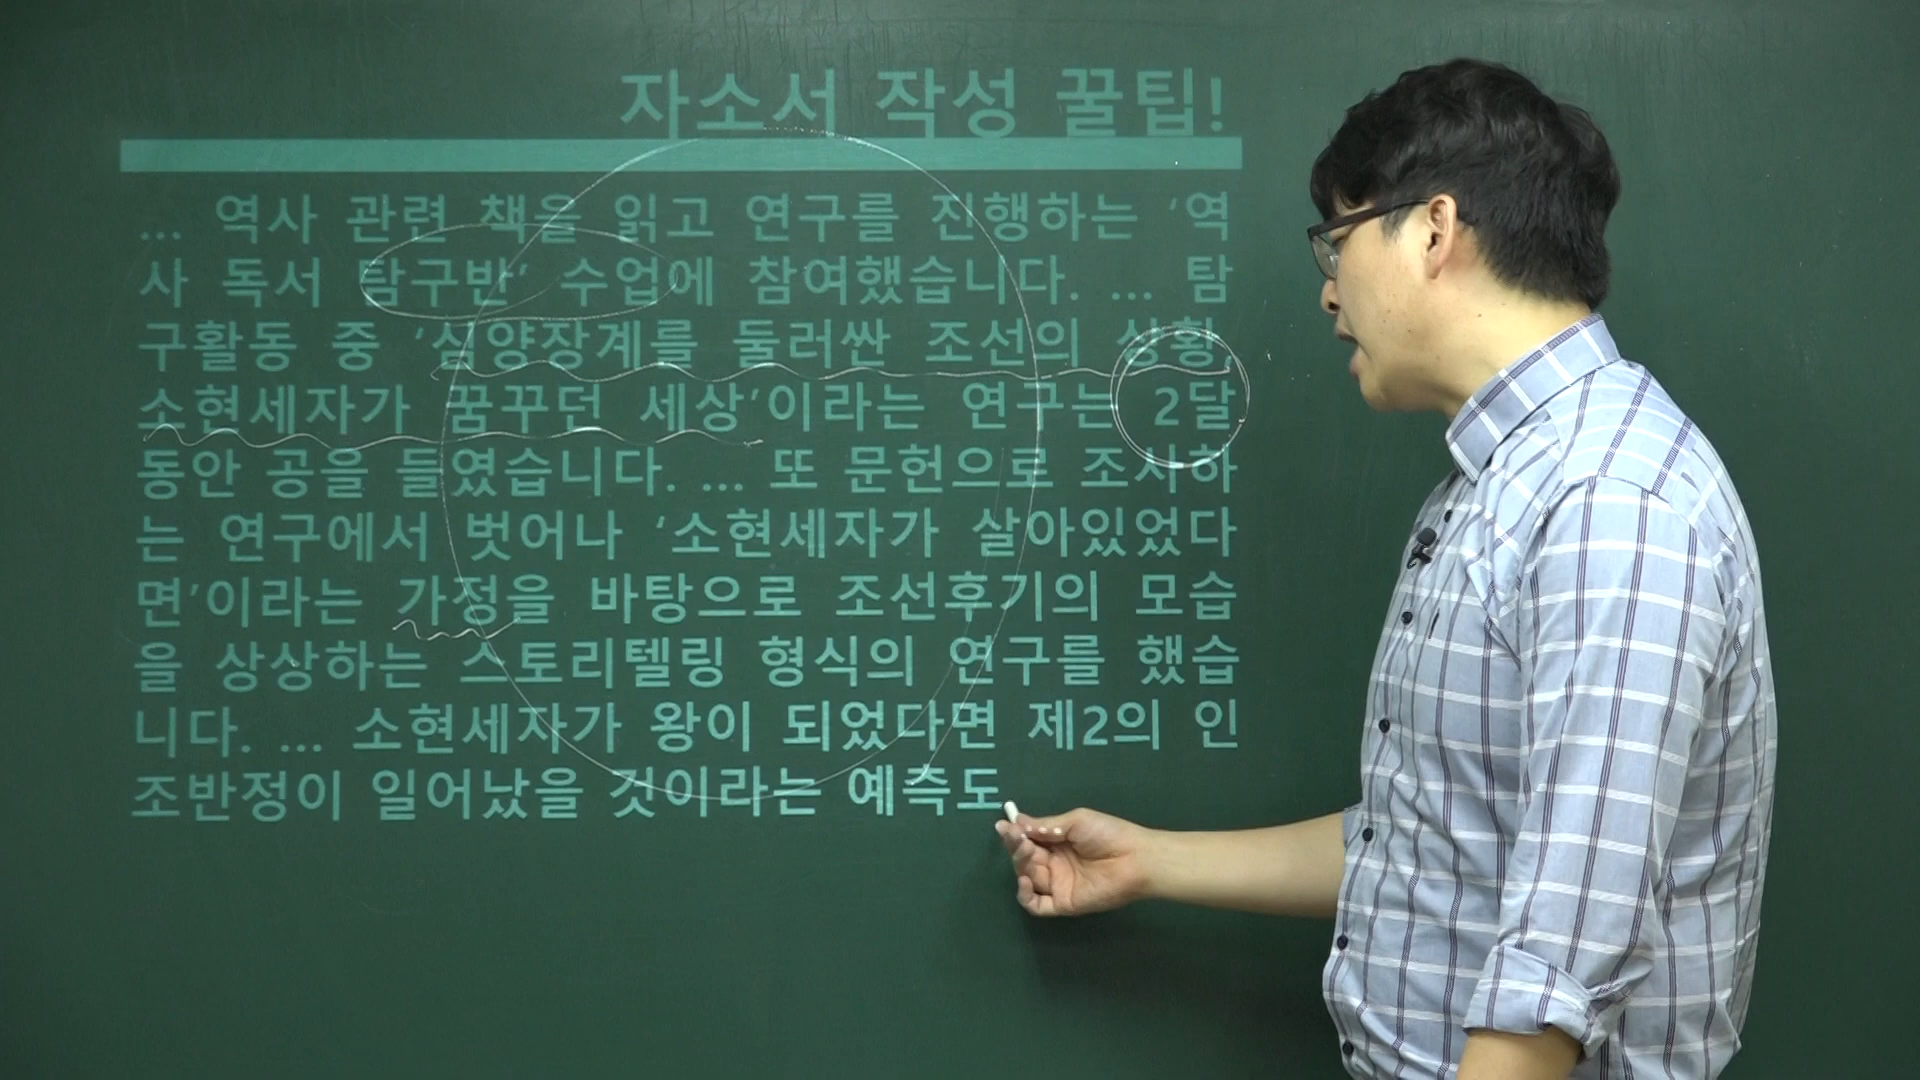 자소서 작성 꿀팁!
... 역사 관련 책을 읽고 연구를 진행하는 ‘역
사 독서 탐구반’ 수업에 참여했습니다. ... 탐
구활동 중 ‘심양장계를 둘러싼 조선의 상황,
소현세자가 꿈꾸던 세상’이라는 연구는 2달
동안 공을 들였습니다. ... 또 문헌으로 조사하
는 연구에서 벗어나 ‘소현세자가 살아있었다
면’이라는 가정을 바탕으로 조선후기의 모습
을 상상하는 스토리텔링 형식의 연구를 했습
니다. ... 소현세자가 왕이 되었다면 제2의 인
조반정이 일어났을 것이라는 예측도